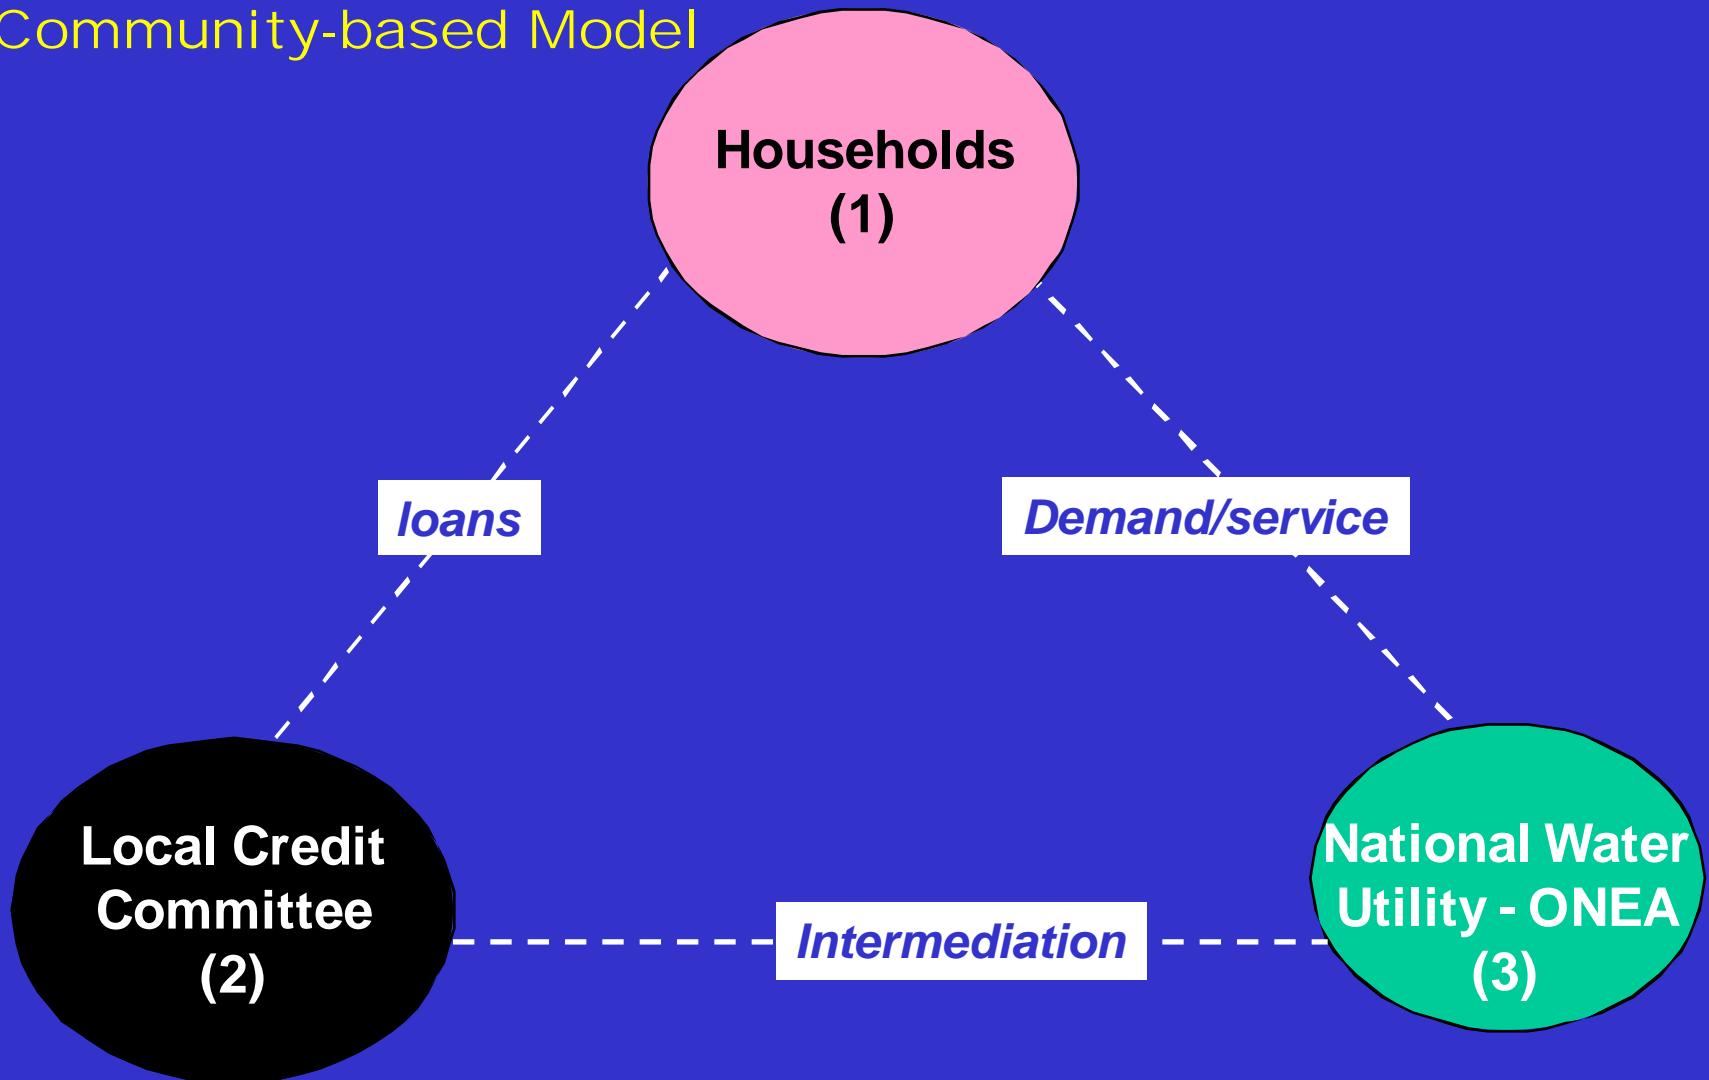 Community-based Model
Households
(1)
loans
Demand/service
Local Credit
Committee
(2)
Intermediation
National Water
Utility - ONEA
(3)